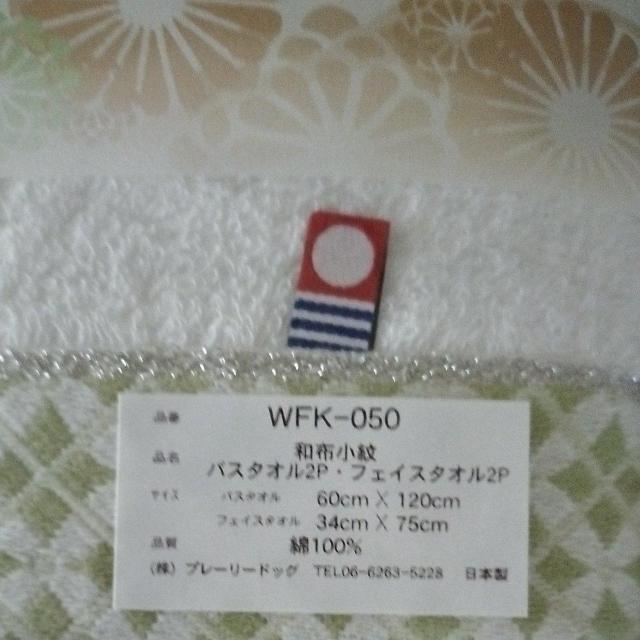 品番 WFK-050
品名 和布小紋
バスタオル2P・フェイスタオル2P
サイズ バスタオル 60cm X 120cm
フェイスタオル 34cm X 75cm
品質 綿100%
(株) プレーリードッグ TEL06-6263-5228 日本製